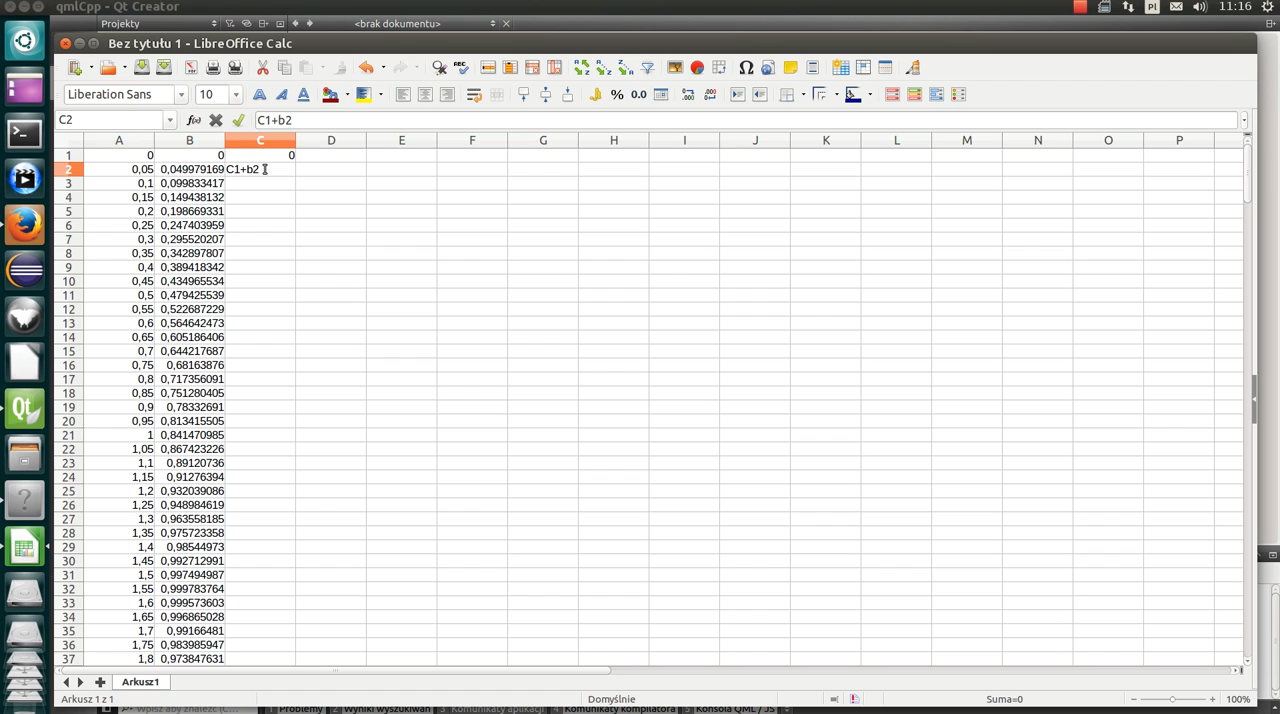 qmlCpp - Qt Creator
Pl
11:16
Projekty
<brak dokumentu>
Bez tytułu 1 - LibreOffice Calc
Liberation Sans
10
C2
C1+b2
A B C D E F G H I J K L M N O P
1 0 0 0
2 0,05 0,049979169 C1+b2
3 0,1 0,099833417
4 0,15 0,149438132
5 0,2 0,198669331
6 0,25 0,247403959
7 0,3 0,295520207
8 0,35 0,342897807
9 0,4 0,389418342
10 0,45 0,434965534
11 0,5 0,479425539
12 0,55 0,522687229
13 0,6 0,564642473
14 0,65 0,605186406
15 0,7 0,644217687
16 0,75 0,68163876
17 0,8 0,717356091
18 0,85 0,751280405
19 0,9 0,78332691
20 0,95 0,813415505
21 1 0,841470985
22 1,05 0,867423226
23 1,1 0,89120736
24 1,15 0,91276394
25 1,2 0,932039086
26 1,25 0,948984619
27 1,3 0,963558185
28 1,35 0,975723358
29 1,4 0,98544973
30 1,45 0,992712991
31 1,5 0,997494987
32 1,55 0,999783764
33 1,6 0,999573603
34 1,65 0,996865028
35 1,7 0,99166481
36 1,75 0,983985947
37 1,8 0,973847631
Arkusz1
Arkusz 1 z 1
Domyślnie
Suma=0
100%
Wpisz aby znaleźć (C...
1 Problemy
2 Wyniki wyszukiwań
3 Komunikaty aplikacji
4 Komunikaty kompilatora
5 Konsola QML / JS